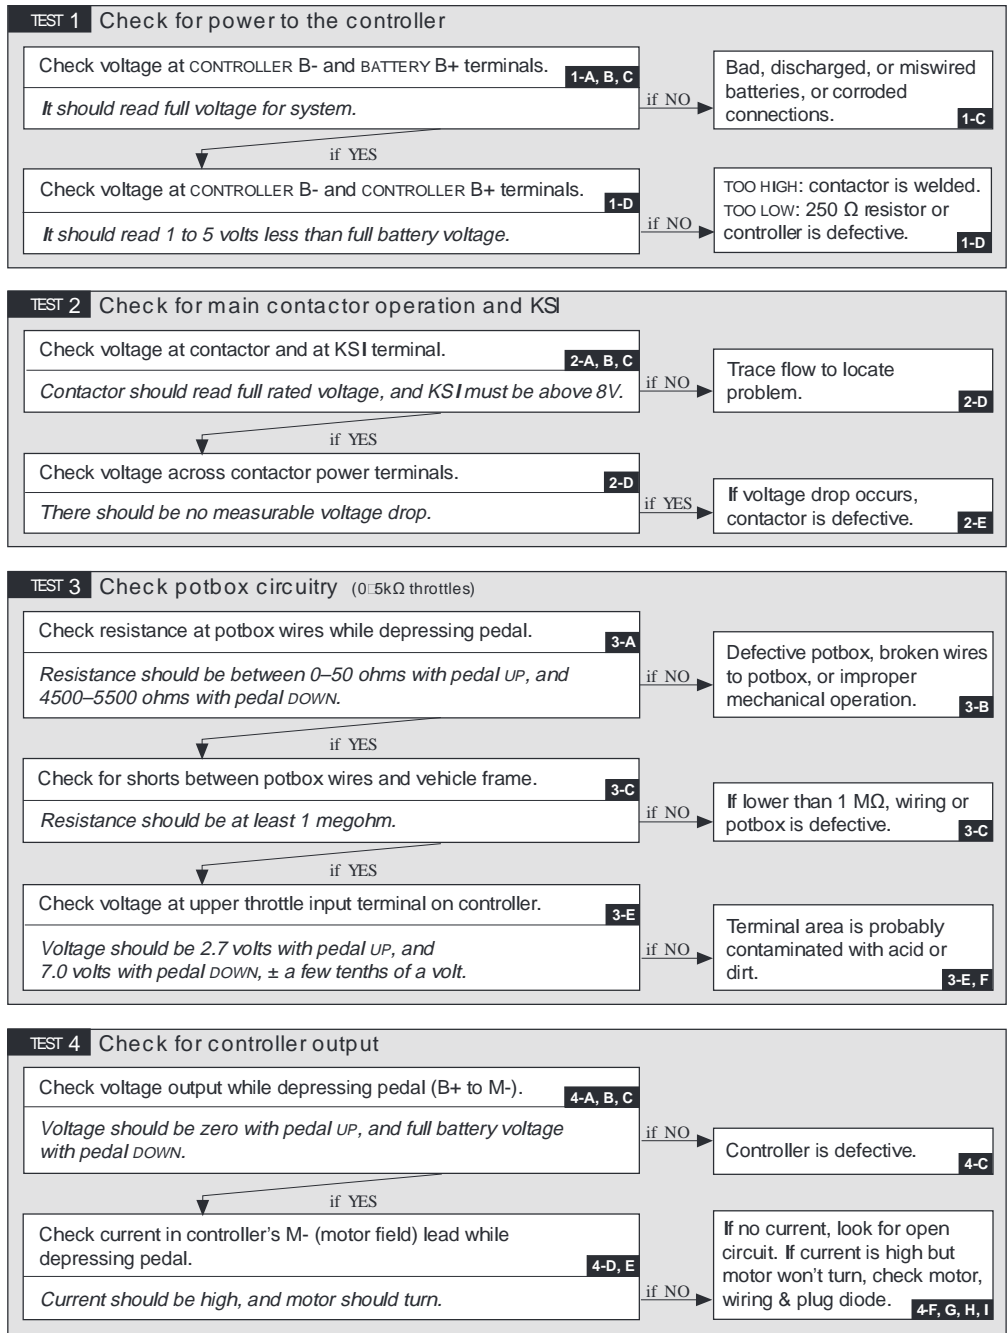 TEST 1 Check for power to the controller
Check voltage at CONTROLLER B- and BATTERY B+ terminals.
1-A, B, C
It should read full voltage for system.
if NO
Bad, discharged, or miswired
batteries, or corroded
connections.
1-C
if YES
Check voltage at CONTROLLER B- and CONTROLLER B+ terminals.
1-D
It should read 1 to 5 volts less than full battery voltage.
if NO
TOO HIGH: contactor is welded.
TOO LOW: 250 Ω resistor or
controller is defective.
1-D
TEST 2 Check for main contactor operation and KSI
Check voltage at contactor and at KSI terminal.
2-A, B, C
Contactor should read full rated voltage, and KSI must be above 8V.
if NO
Trace flow to locate
problem.
2-D
if YES
Check voltage across contactor power terminals.
2-D
There should be no measurable voltage drop.
if YES
If voltage drop occurs,
contactor is defective.
2-E
TEST 3 Check potbox circuitry (0□5kΩ throttles)
Check resistance at potbox wires while depressing pedal.
3-A
Resistance should be between 0–50 ohms with pedal UP, and
4500–5500 ohms with pedal DOWN.
if NO
Defective potbox, broken wires
to potbox, or improper
mechanical operation.
3-B
if YES
Check for shorts between potbox wires and vehicle frame.
3-C
Resistance should be at least 1 megohm.
if NO
If lower than 1 MΩ, wiring or
potbox is defective.
3-C
if YES
Check voltage at upper throttle input terminal on controller.
3-E
Voltage should be 2.7 volts with pedal UP, and
7.0 volts with pedal DOWN, ± a few tenths of a volt.
if NO
Terminal area is probably
contaminated with acid or
dirt.
3-E, F
TEST 4 Check for controller output
Check voltage output while depressing pedal (B+ to M-).
4-A, B, C
Voltage should be zero with pedal UP, and full battery voltage
with pedal DOWN.
if NO
Controller is defective.
4-C
if YES
Check current in controller's M- (motor field) lead while
depressing pedal.
4-D, E
Current should be high, and motor should turn.
if NO
If no current, look for open
circuit. If current is high but
motor won't turn, check motor,
wiring & plug diode.
4-F, G, H, I